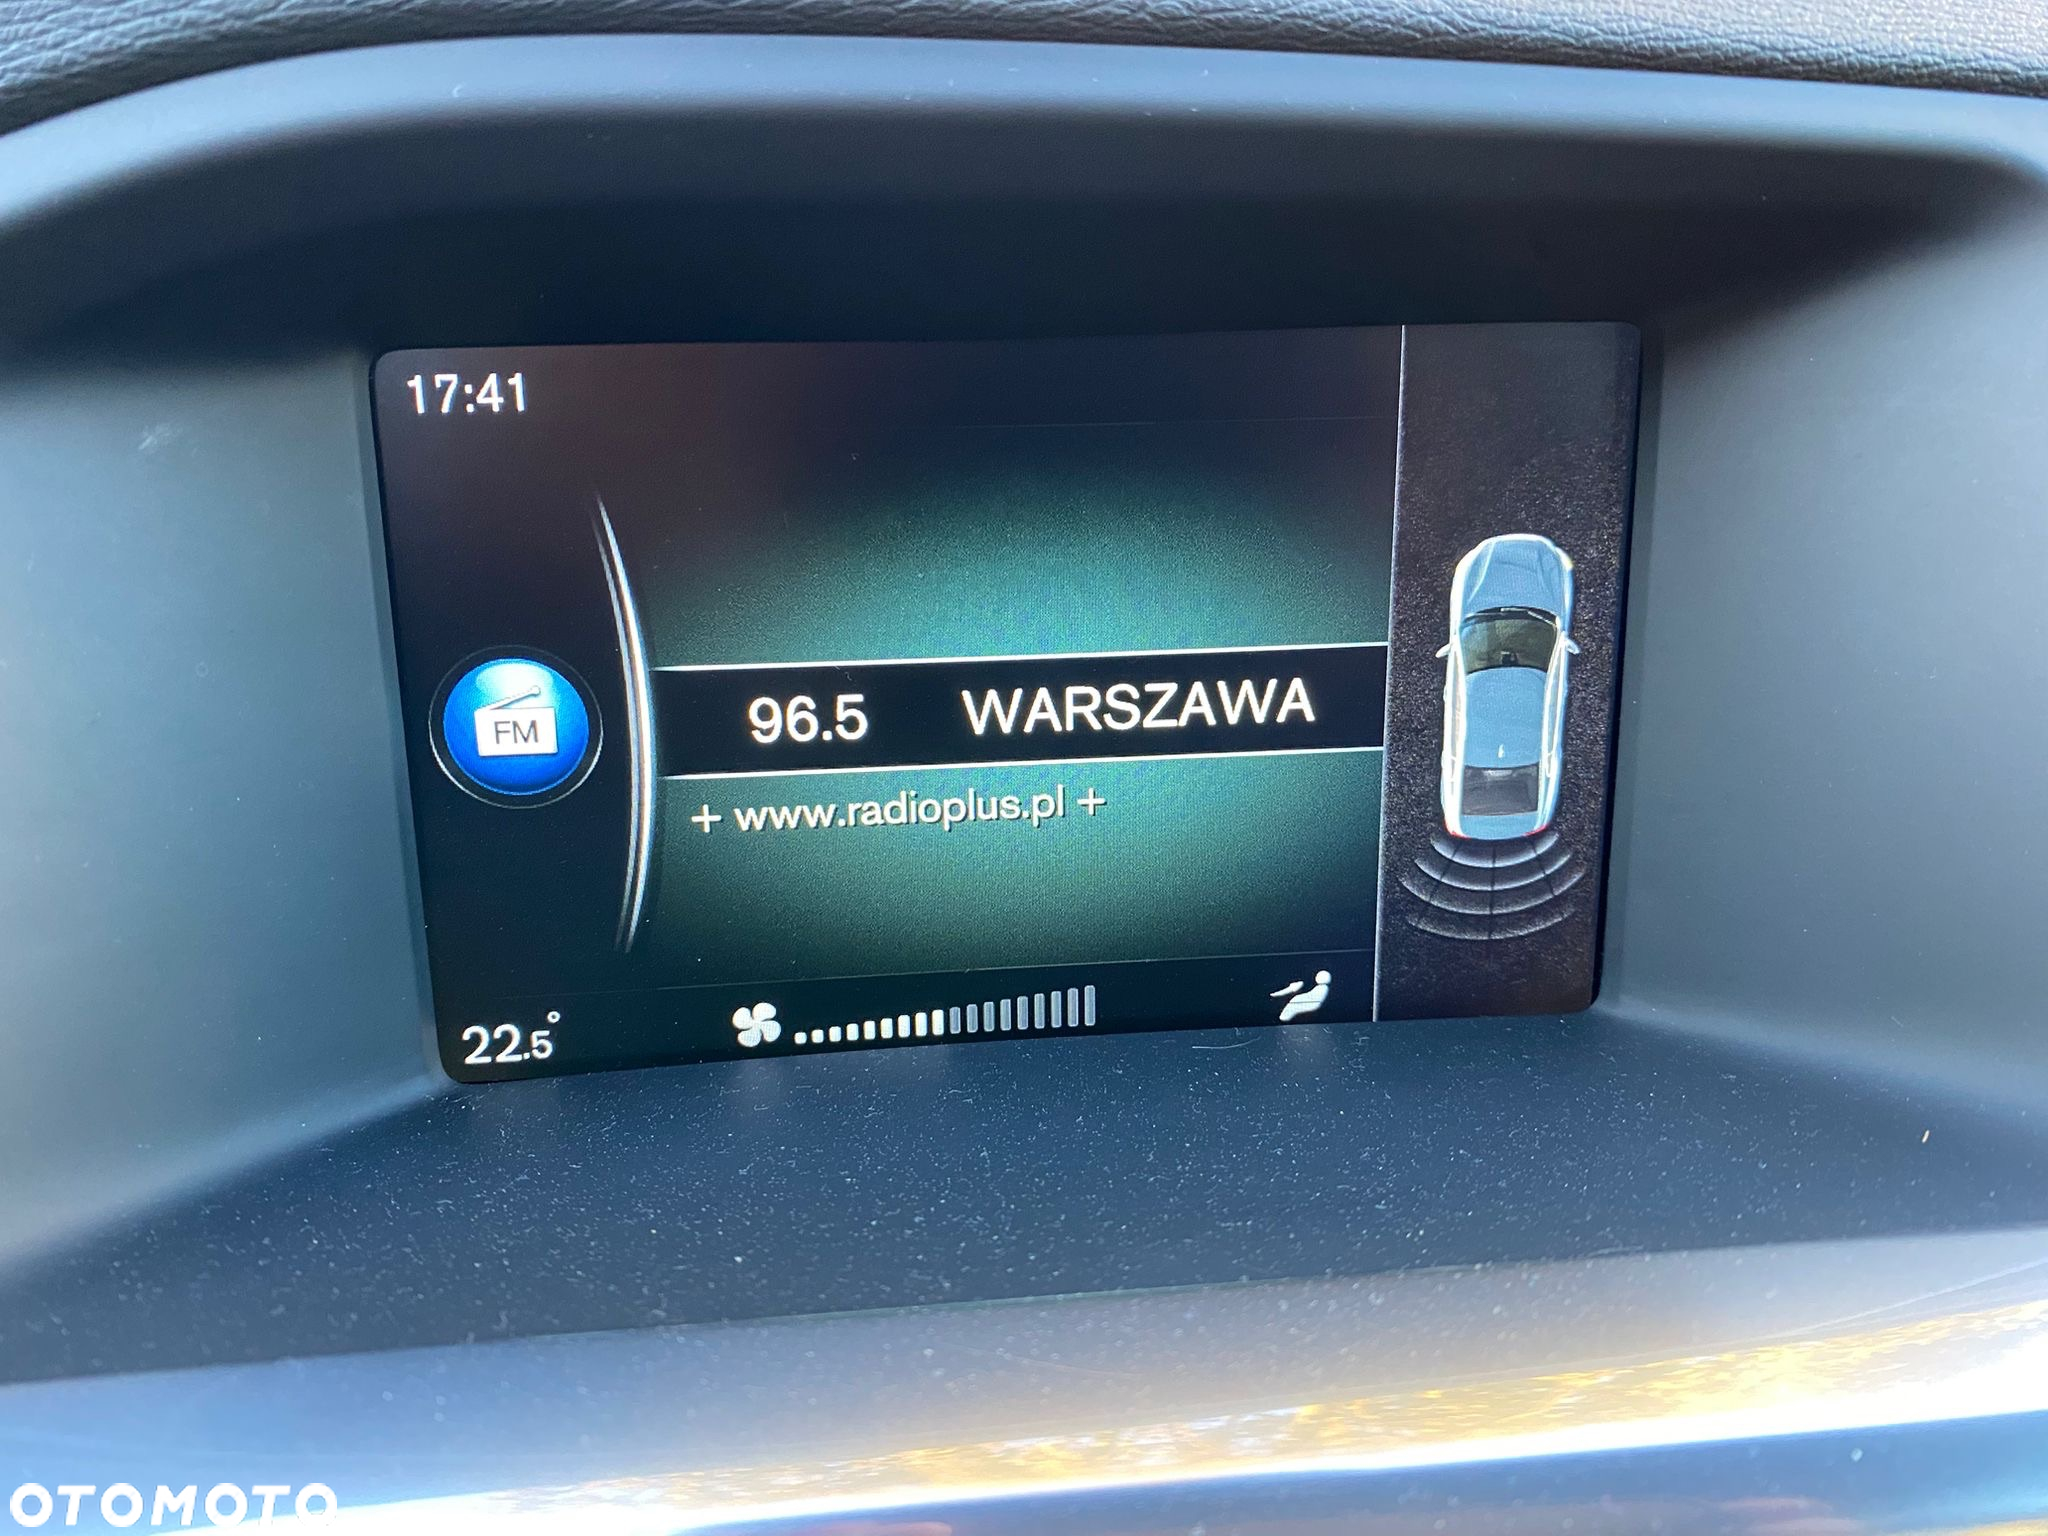 17:41
FM
96.5 WARSZAWA
+ www.radioplus.pl +
22.5°
OTOMOTO